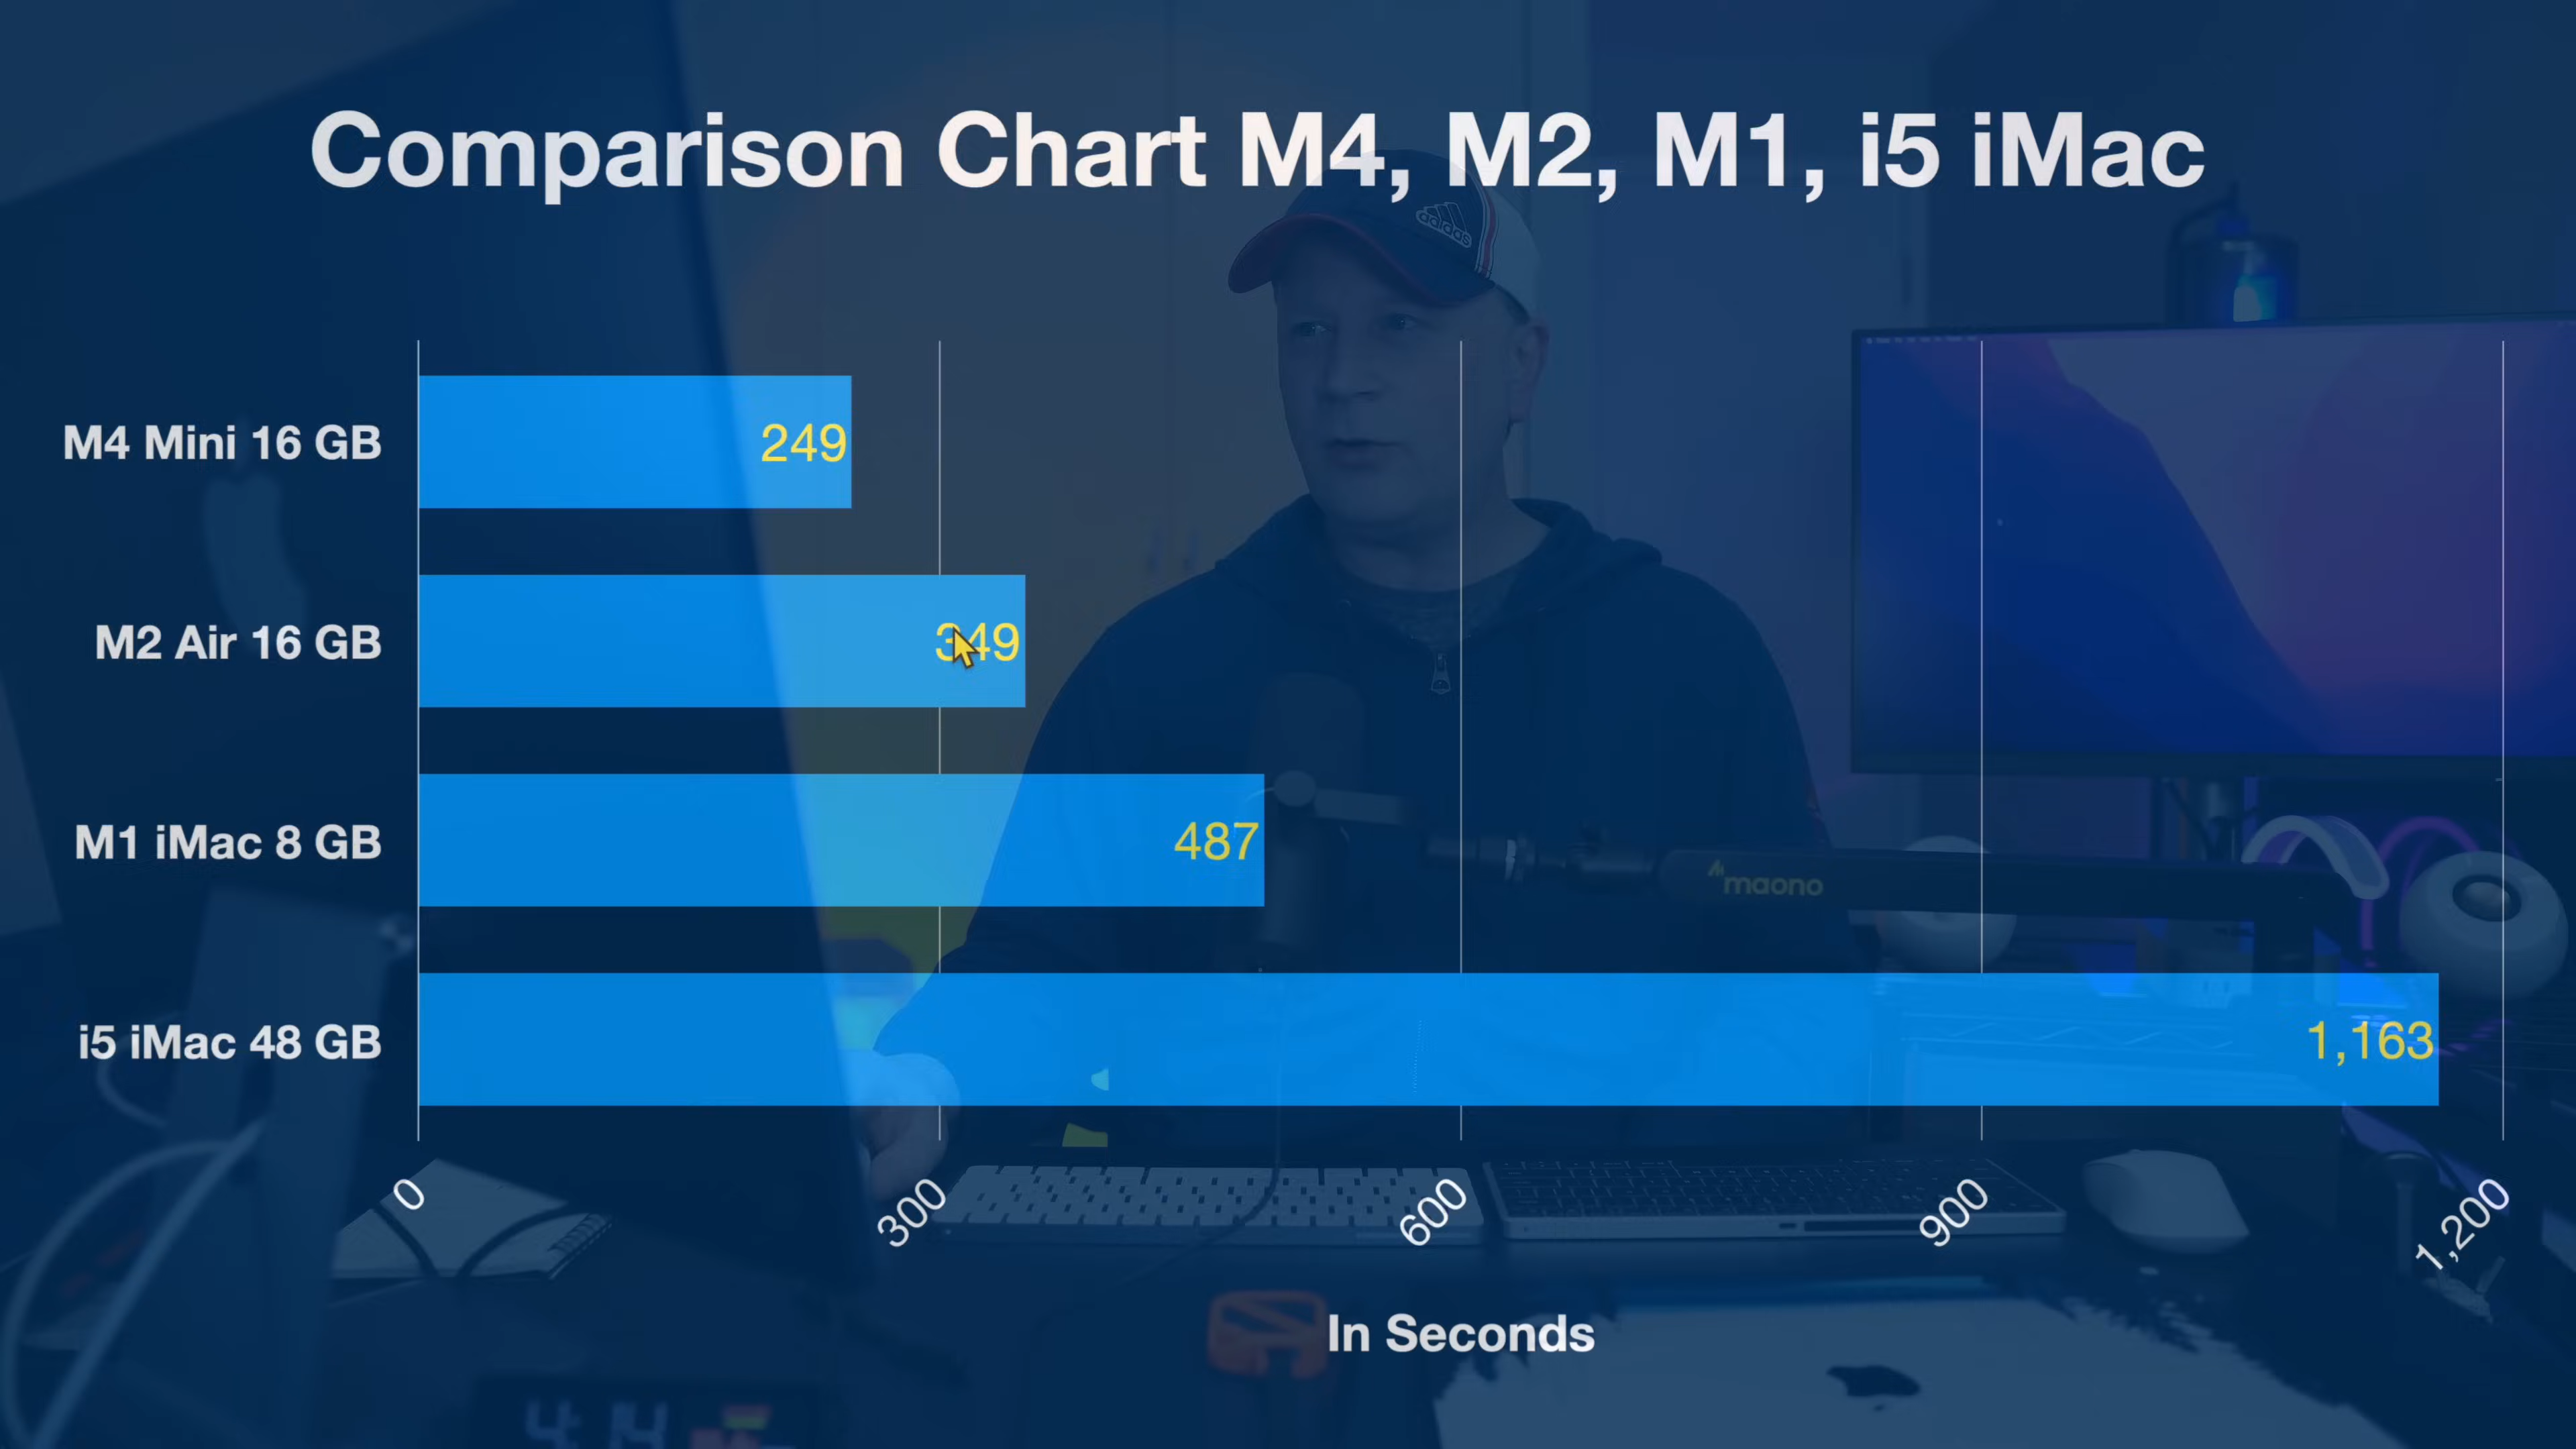 Comparison Chart M4, M2, M1, i5 iMac
adidas
M4 Mini 16 GB
249
M2 Air 16 GB
349
M1 iMac 8 GB
487
maono
i5 iMac 48 GB
1,163
0
300
600
900
1,200
In Seconds